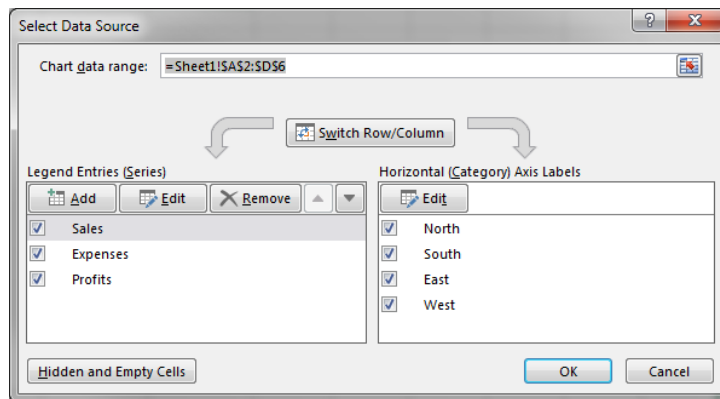 Select Data Source
Chart data range: =Sheet1!$A$2:$D$6
Switch Row/Column
Legend Entries (Series)
Add Edit Remove
Sales
Expenses
Profits
Horizontal (Category) Axis Labels
Edit
North
South
East
West
Hidden and Empty Cells
OK Cancel